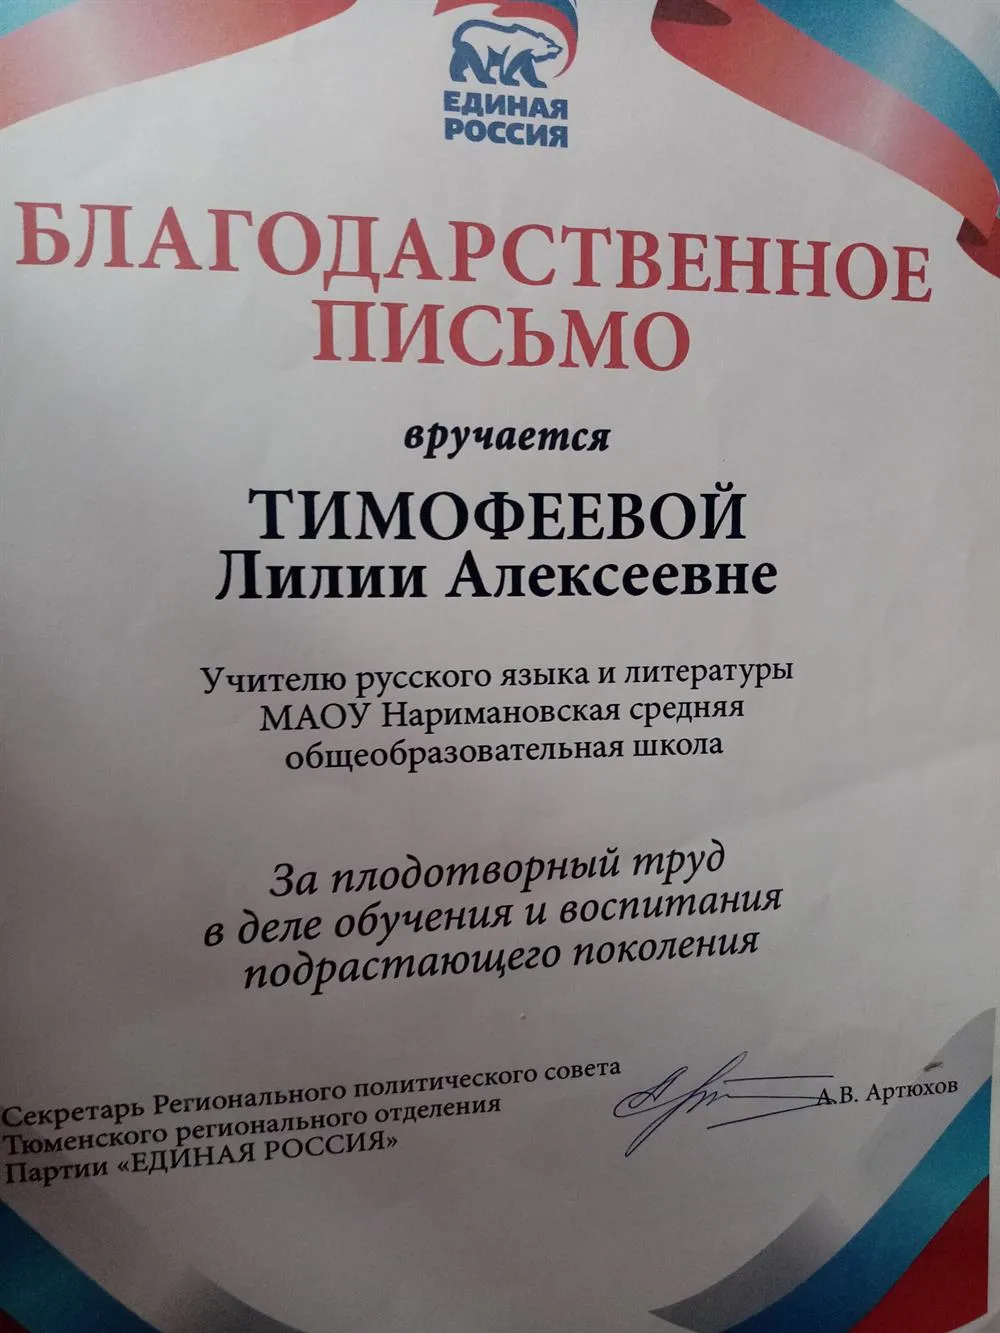 ЕДИНАЯ
РОССИЯ
БЛАГОДАРСТВЕННОЕ
ПИСЬМО
вручается
ТИМОФЕЕВОЙ
Лилии Алексеевне
Учителю русского языка и литературы
МАОУ Наримановская средняя
общеобразовательная школа
За плодотворный труд
в деле обучения и воспитания
подрастающего поколения
Секретарь Регионального политического совета
Тюменского регионального отделения
Партии «ЕДИНАЯ РОССИЯ»
А.В. Артюхов